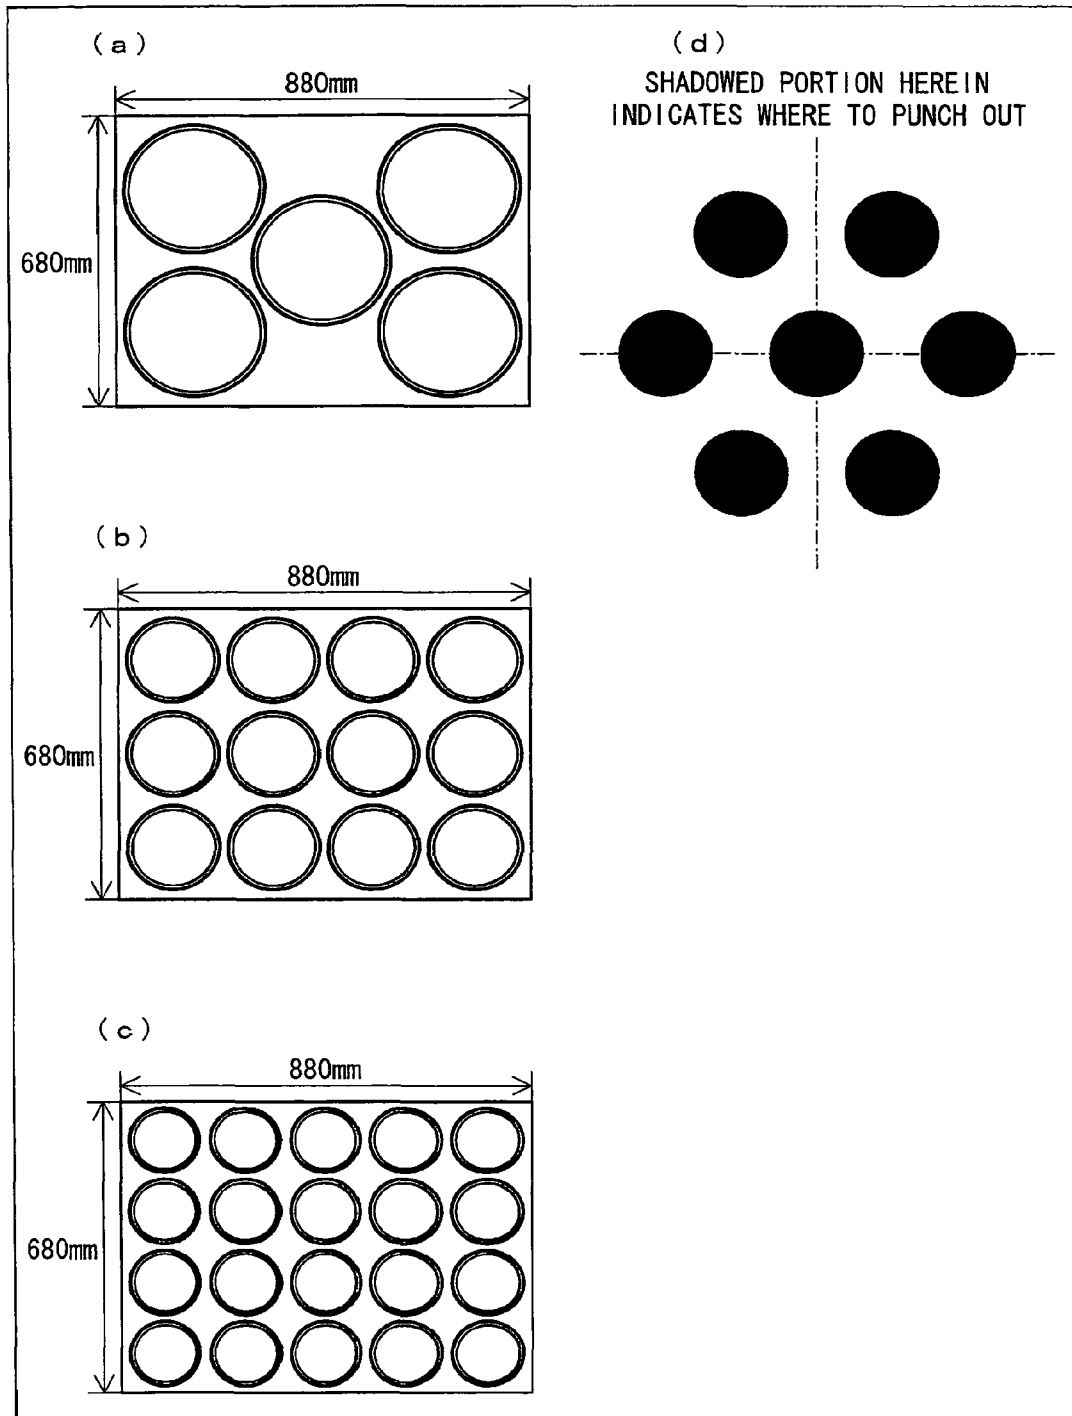 (a)
880mm
680mm
(d)
SHADOWED PORTION HEREIN
INDICATES WHERE TO PUNCH OUT
(b)
880mm
680mm
(c)
880mm
680mm